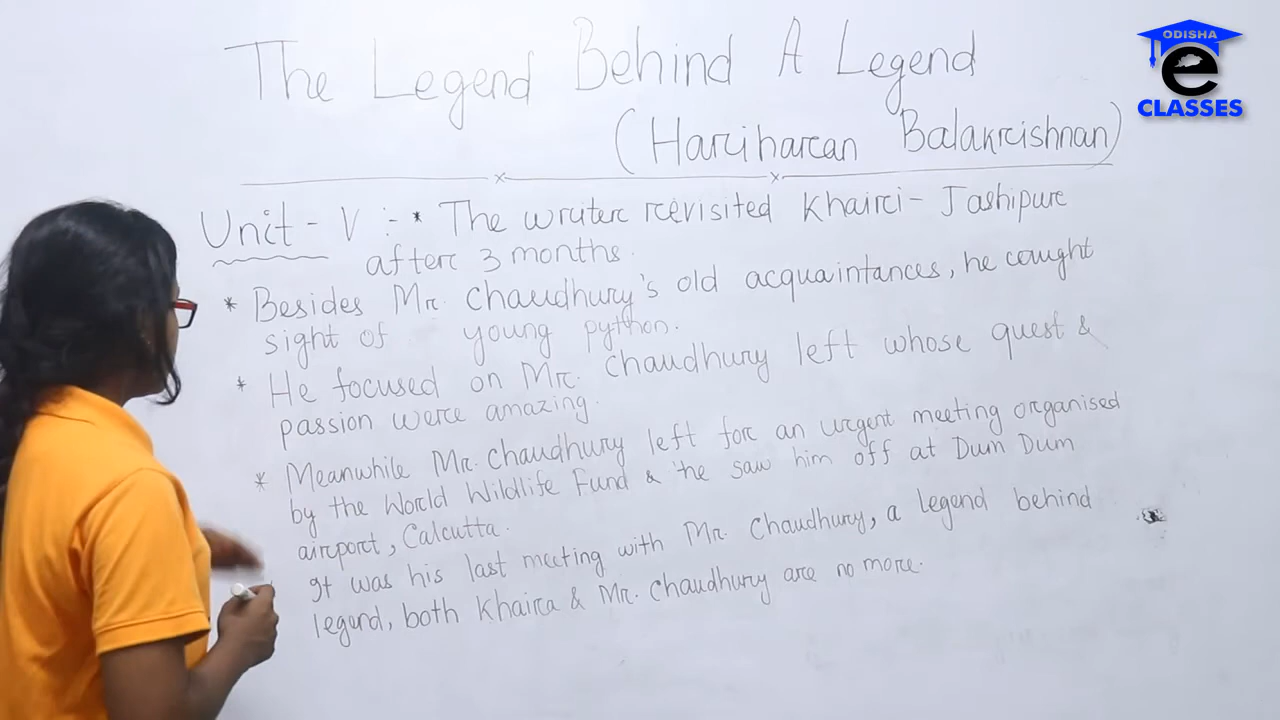 The Legend Behind A Legend
(Hariharan Balakrishnan)
Unit - V :- * The writer revisited Khairi - Jashipur
after 3 months.
* Besides Mr. Chaudhury's old acquaintances, he caught
sight of young python.
* He focused on Mr. Chaudhury left whose quest &
passion were amazing.
* Meanwhile Mr. Chaudhury left for an urgent meeting organised
by the World Wildlife Fund & he saw him off at Dum Dum
airport, Calcutta.
It was his last meeting with Mr. Chaudhury, a legend behind
legend, both Khaira & Mr. Chaudhury are no more.
ODISHA
e
CLASSES